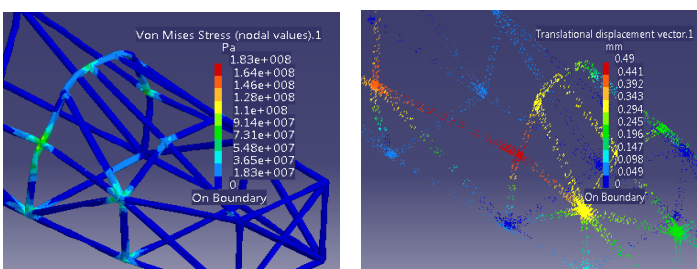 Von Mises Stress (nodal values).1
Pa
1.83e+008
1.64e+008
1.46e+008
1.28e+008
1.1e+008
9.14e+007
7.31e+007
5.48e+007
3.65e+007
1.83e+007
0
On Boundary
Translational displacement vector.1
mm
0.49
0.441
0.392
0.343
0.294
0.245
0.196
0.147
0.098
0.049
0
On Boundary